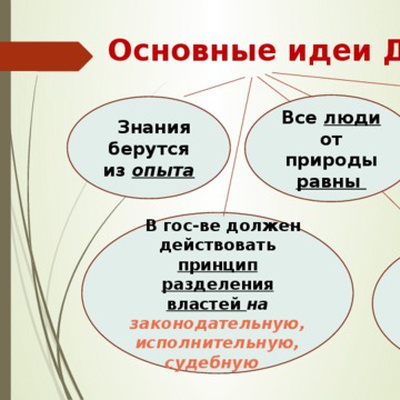 Основные идеи Д
Знания
берутся
из опыта
Все люди
от
природы
равны
В гос-ве должен
действовать
принцип
разделения
властей на
законодательную,
исполнительную,
судебную